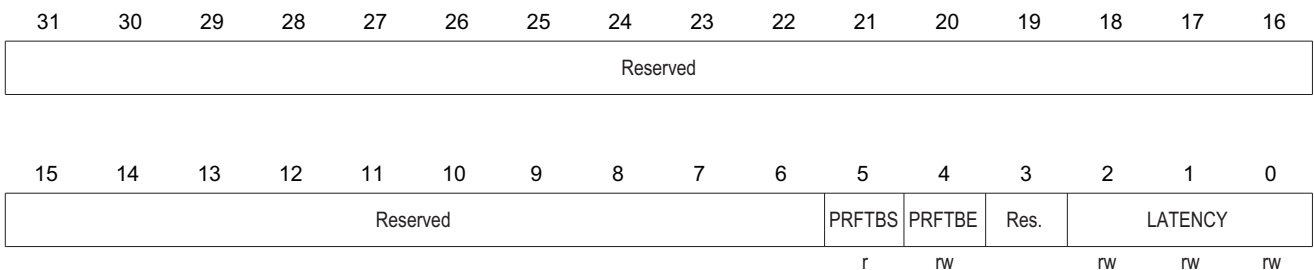 31 30 29 28 27 26 25 24 23 22 21 20 19 18 17 16
Reserved
15 14 13 12 11 10 9 8 7 6 5 4 3 2 1 0
Reserved PRFTBS PRFTBE Res. LATENCY
r rw rw rw rw